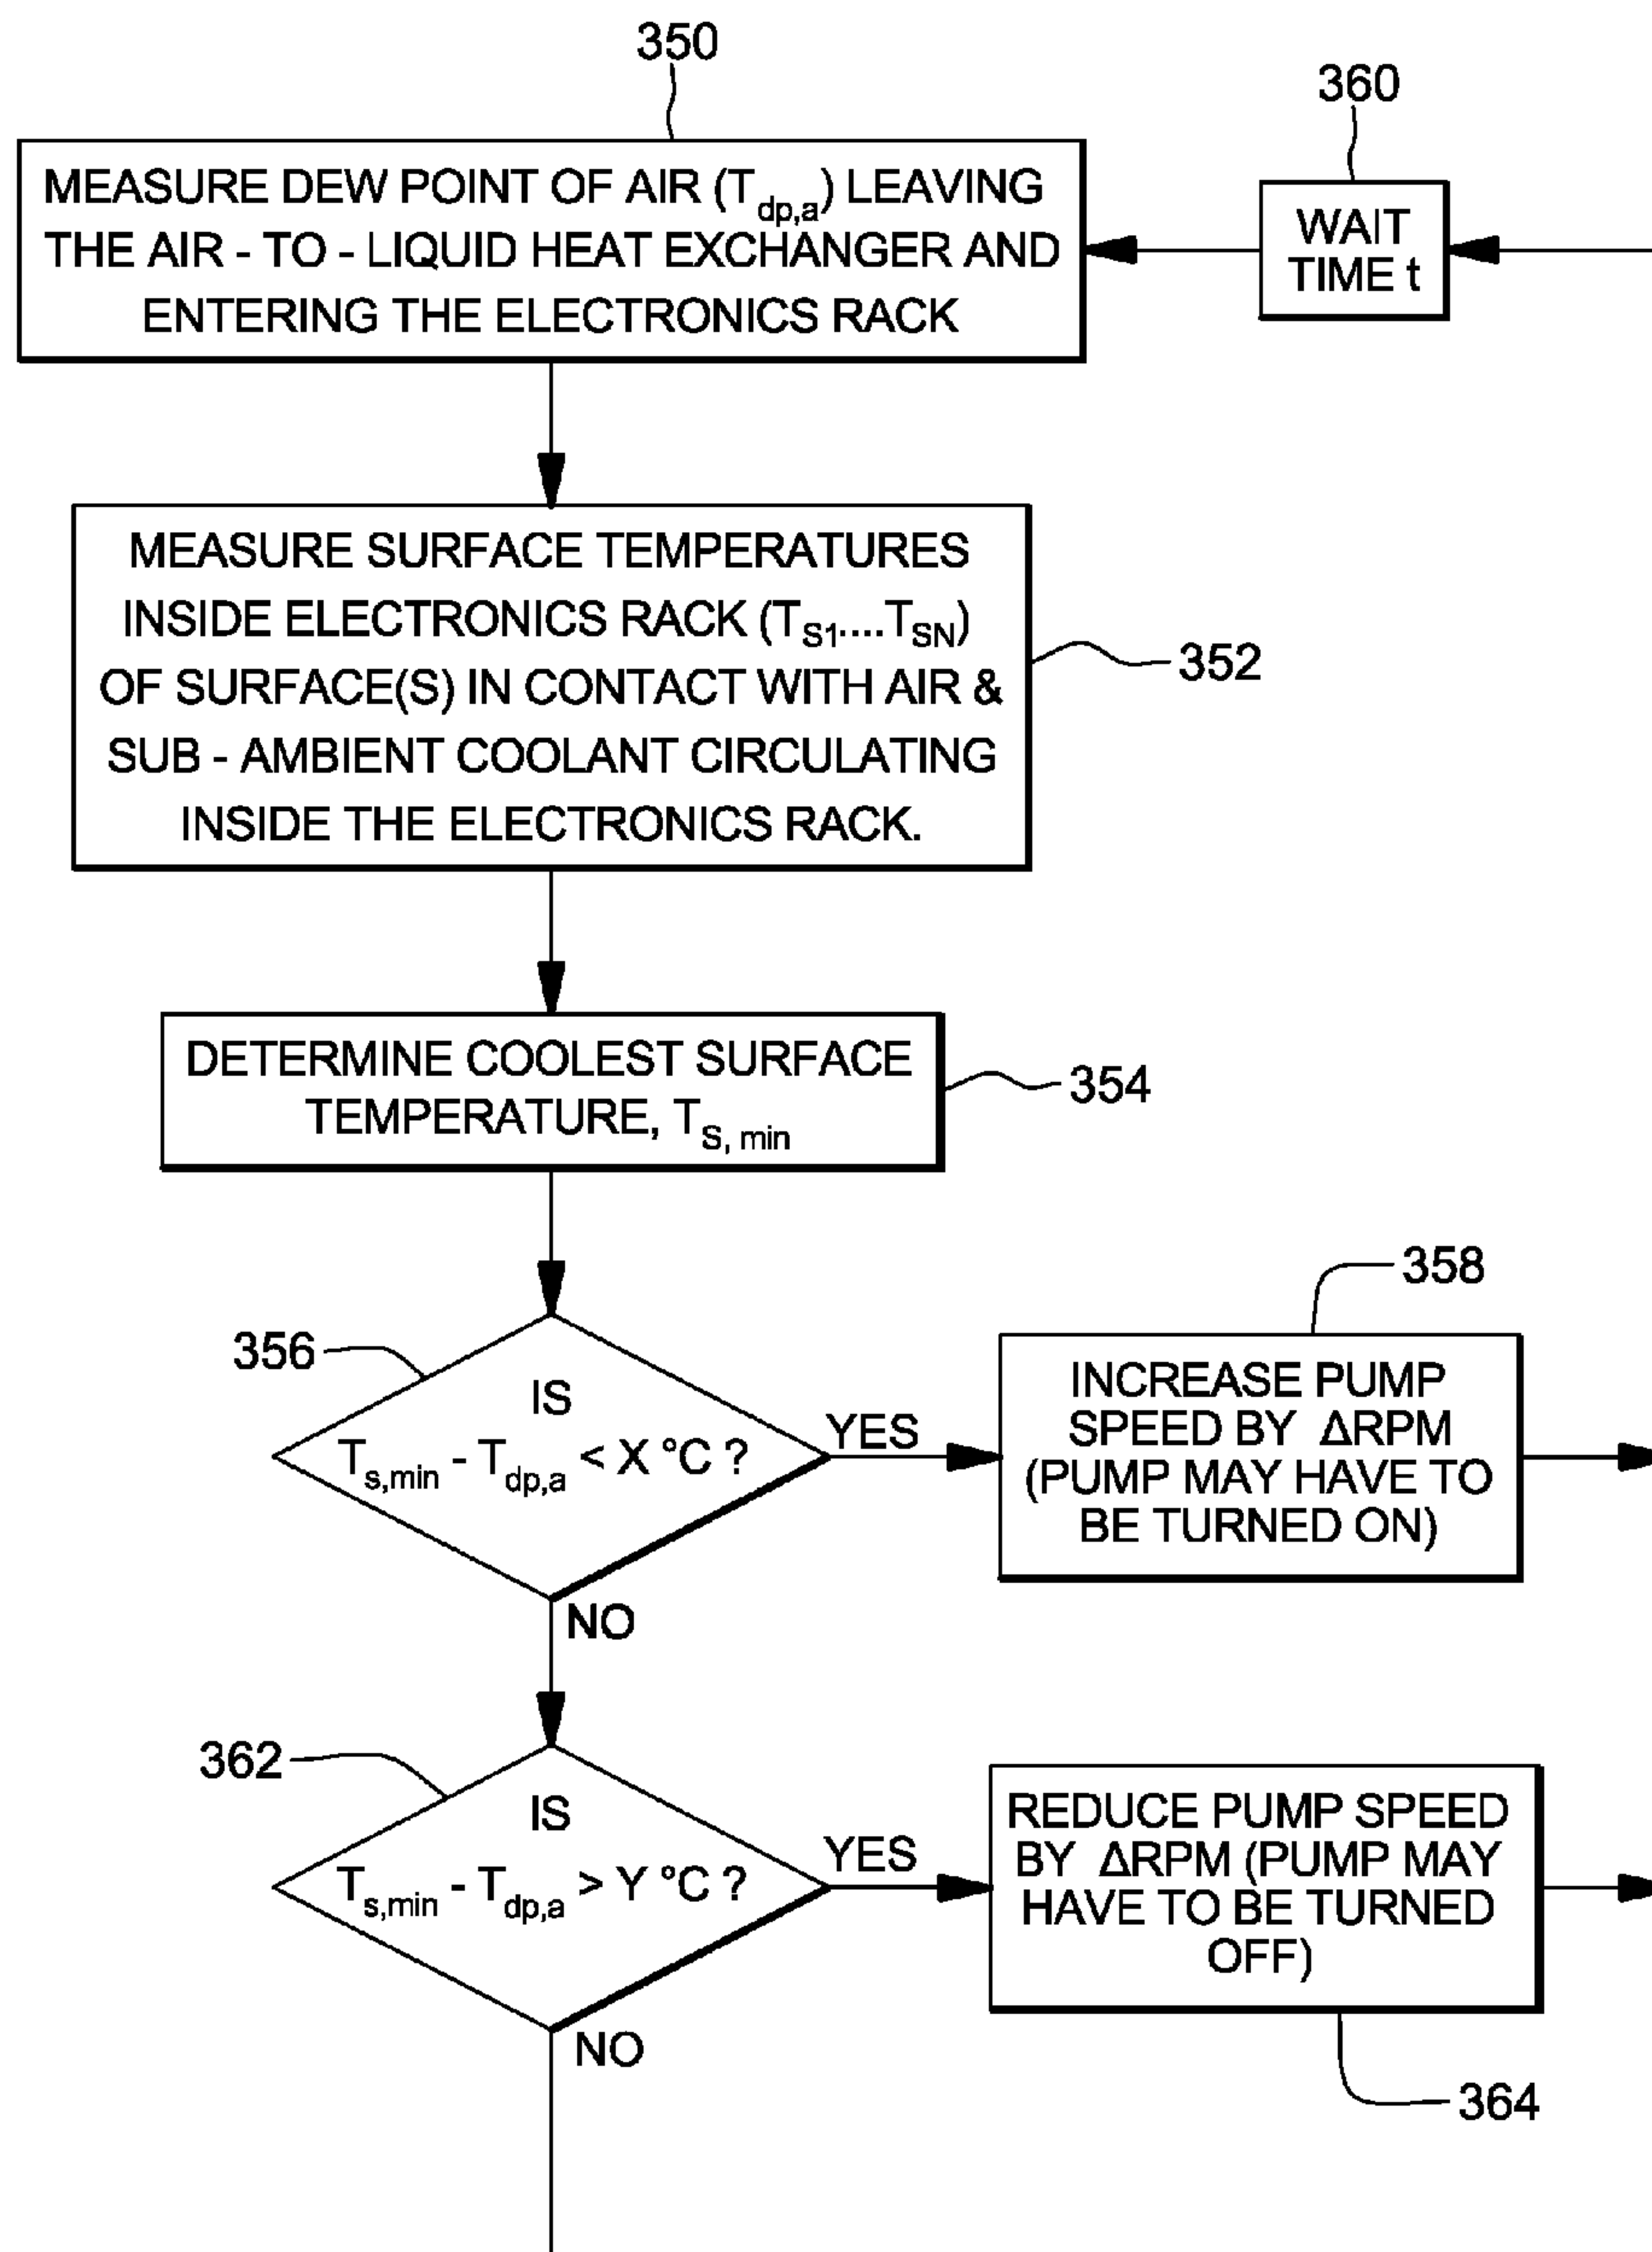 350
MEASURE DEW POINT OF AIR (Tdp,a) LEAVING
THE AIR - TO - LIQUID HEAT EXCHANGER AND
ENTERING THE ELECTRONICS RACK
360
WAIT
TIME t
MEASURE SURFACE TEMPERATURES
INSIDE ELECTRONICS RACK (TS1....TSN)
OF SURFACE(S) IN CONTACT WITH AIR &
SUB - AMBIENT COOLANT CIRCULATING
INSIDE THE ELECTRONICS RACK.
352
DETERMINE COOLEST SURFACE
TEMPERATURE, TS, min
354
356
IS
Ts,min - Tdp,a < X °C ?
YES
NO
358
INCREASE PUMP
SPEED BY ΔRPM
(PUMP MAY HAVE TO
BE TURNED ON)
362
IS
Ts,min - Tdp,a > Y °C ?
YES
NO
REDUCE PUMP SPEED
BY ΔRPM (PUMP MAY
HAVE TO BE TURNED
OFF)
364